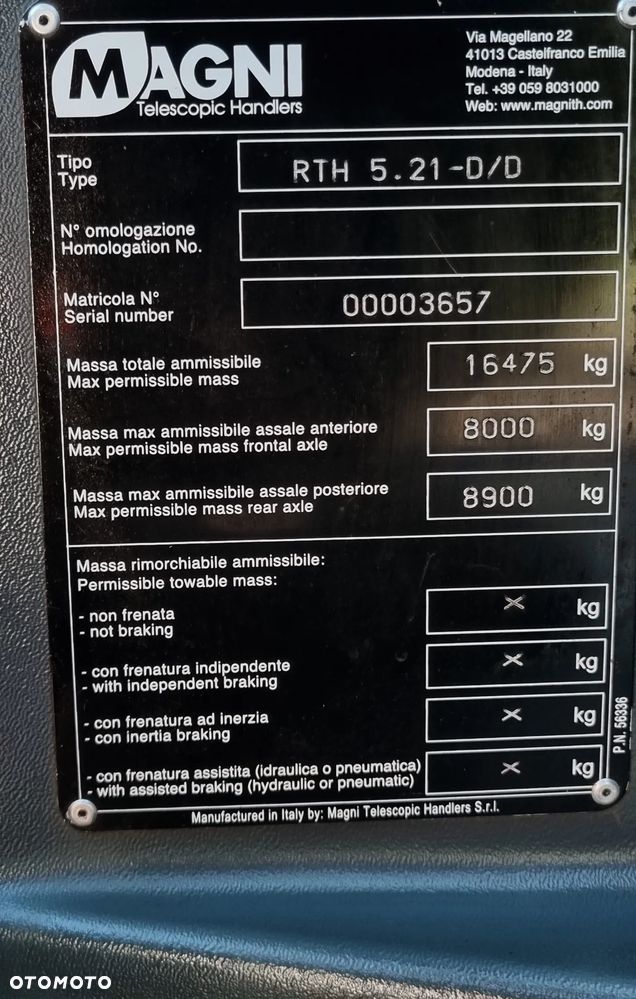 MAGNI
Telescopic Handlers
Via Magellano 22
41013 Castelfranco Emilia
Modena - Italy
Tel. +39 059 8031000
Web: www.magnith.com
Tipo
Type
RTH 5.21-D/D
N° omologazione
Homologation No.
Matricola N°
Serial number
00003657
Massa totale ammissibile
Max permissible mass
16475 kg
Massa max ammissibile assale anteriore
Max permissible mass frontal axle
8000 kg
Massa max ammissibile assale posteriore
Max permissible mass rear axle
8900 kg
Massa rimorchiabile ammissibile:
Permissible towable mass:
- non frenata
- not braking
X kg
- con frenatura indipendente
- with independent braking
X kg
- con frenatura ad inerzia
- con inertia braking
X kg
- con frenatura assistita (idraulica o pneumatica)
- with assisted braking (hydraulic or pneumatic)
X kg
P.N. 56336
Manufactured in Italy by: Magni Telescopic Handlers S.r.l.
OTOMOTO